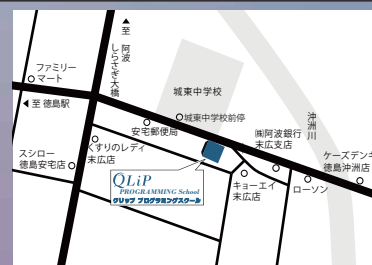 ▲
至
阿波
しらさぎ大橋
ファミリー
マート
◀ 至 徳島駅
城東中学校
城東中学校前停
安宅郵便局
沖洲川
㈱阿波銀行
末広支店
くすりのレディ
末広店
スシロー
徳島安宅店
ケーズデンキ
徳島沖洲店
キョーエイ
末広店
ローソン
QLiP
PROGRAMMING School
クリップ プログラミングスクール